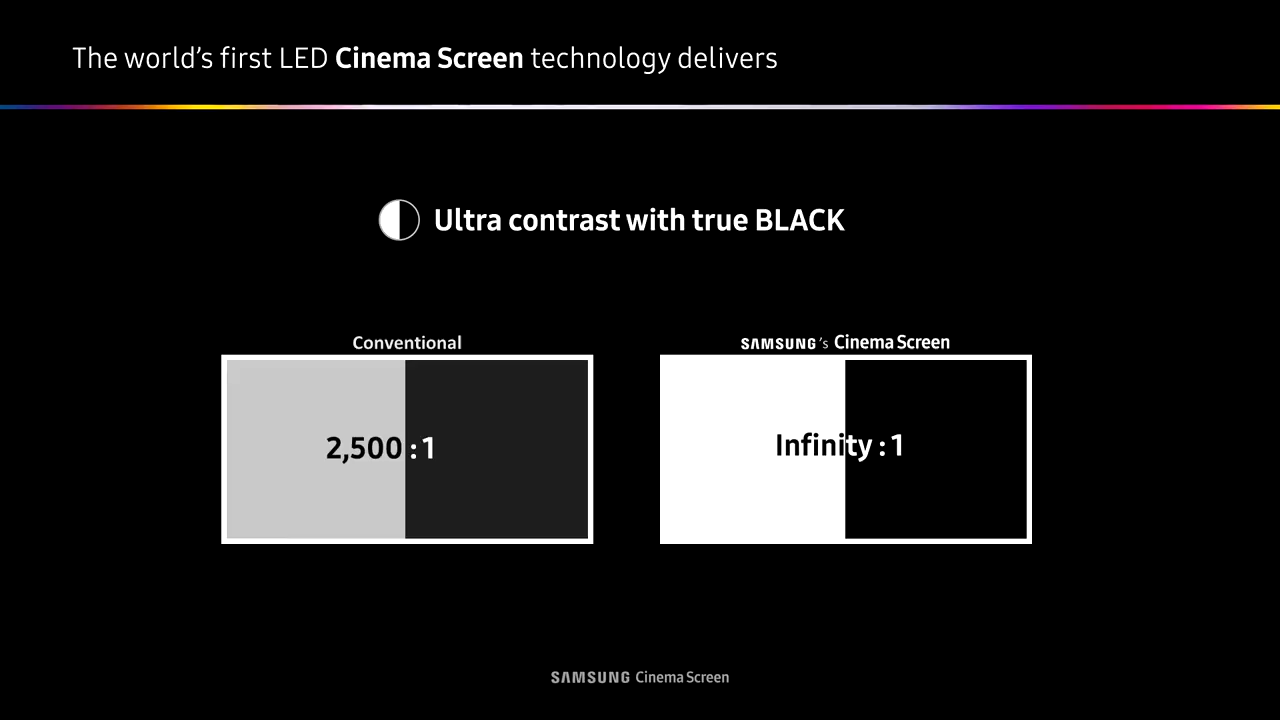 The world’s first LED Cinema Screen technology delivers
Ultra contrast with true BLACK
Conventional
2,500 : 1
SAMSUNG's Cinema Screen
Infinity : 1
SAMSUNG Cinema Screen